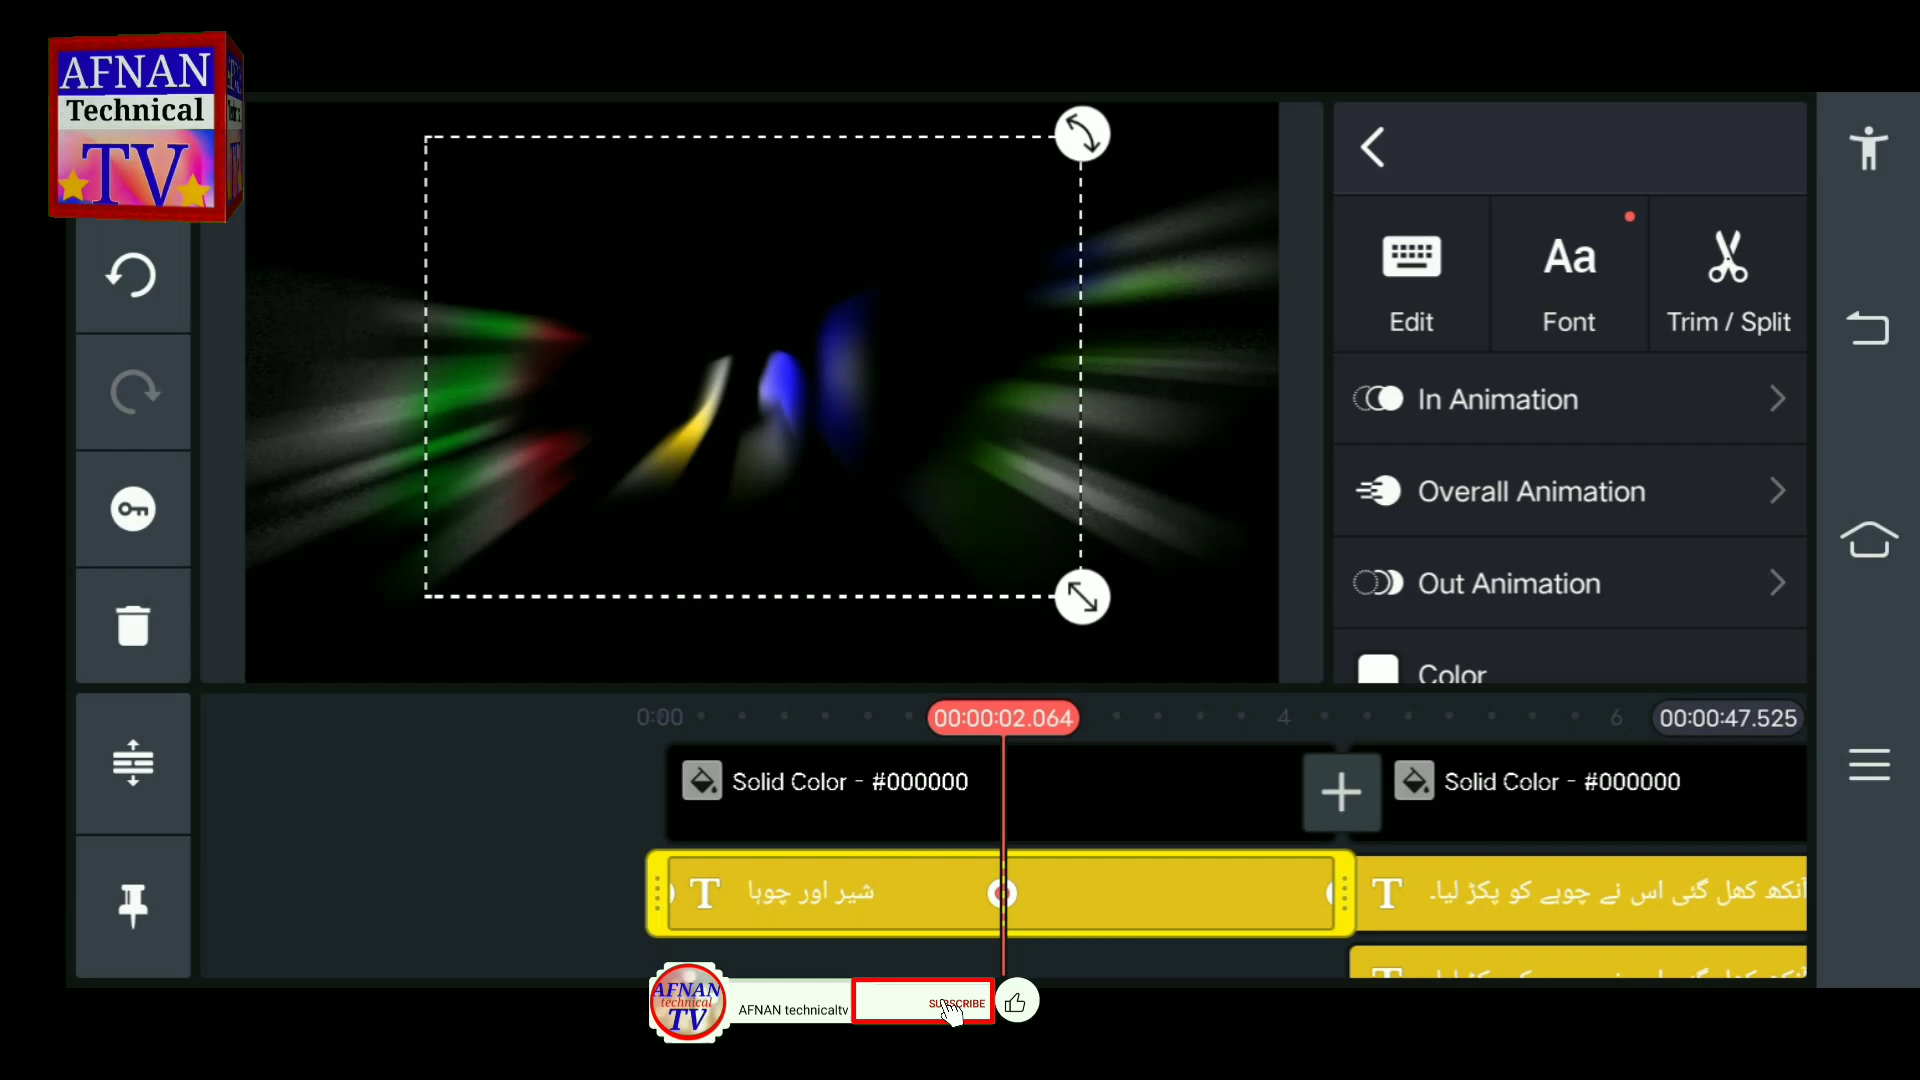 AFNAN
Technical
TV
Edit
Aa
Font
Trim / Split
In Animation
Overall Animation
Out Animation
Color
0:00
00:00:02.064
4
6
00:00:47.525
Solid Color - #000000
Solid Color - #000000
T شیر اور چوہا
T آنکھ کھل گئی اس نے چوہے کو پکڑ لیا۔
AFNAN
technical
TV
AFNAN technicaltv
SUBSCRIBE